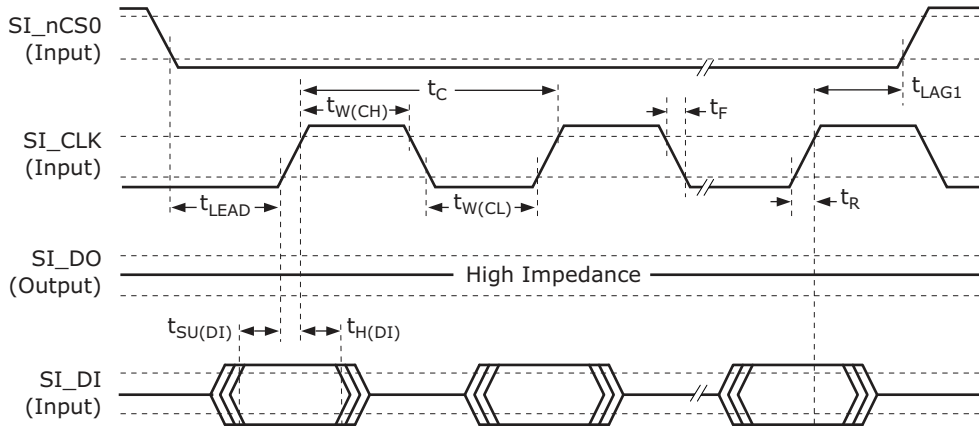 SI_nCS0
(Input)
t_C
t_W(CH)
t_F
t_LAG1
SI_CLK
(Input)
t_LEAD
t_W(CL)
t_R
SI_DO
(Output)
High Impedance
t_SU(DI)
t_H(DI)
SI_DI
(Input)